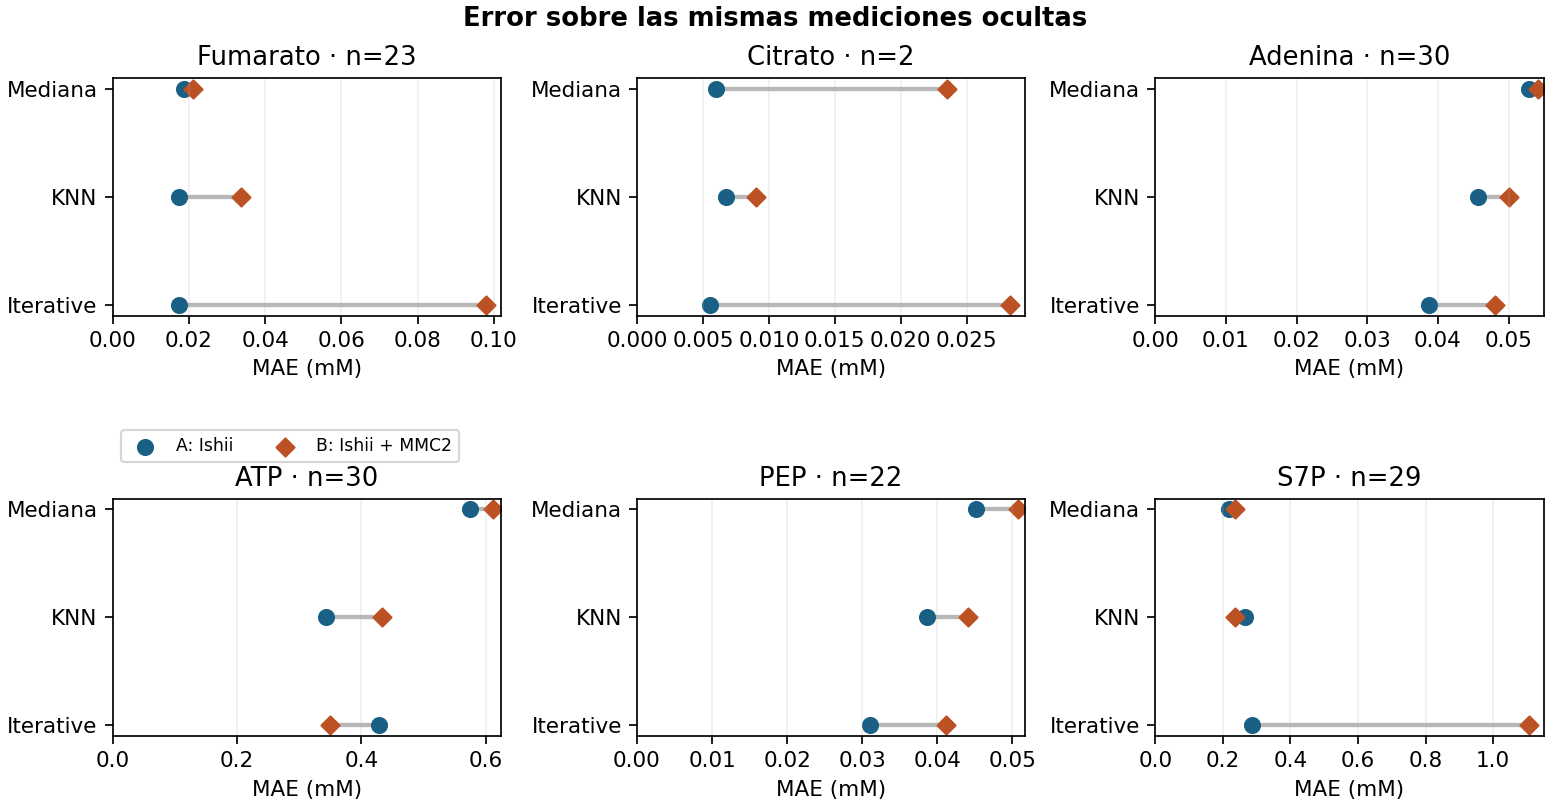 Error sobre las mismas mediciones ocultas
Fumarato · n=23
Mediana
KNN
Iterative
0.00 0.02 0.04 0.06 0.08 0.10
MAE (mM)
Citrato · n=2
Mediana
KNN
Iterative
0.000 0.005 0.010 0.015 0.020 0.025
MAE (mM)
Adenina · n=30
Mediana
KNN
Iterative
0.00 0.01 0.02 0.03 0.04 0.05
MAE (mM)
A: Ishii B: Ishii + MMC2
ATP · n=30
Mediana
KNN
Iterative
0.0 0.2 0.4 0.6
MAE (mM)
PEP · n=22
Mediana
KNN
Iterative
0.00 0.01 0.02 0.03 0.04 0.05
MAE (mM)
S7P · n=29
Mediana
KNN
Iterative
0.0 0.2 0.4 0.6 0.8 1.0
MAE (mM)